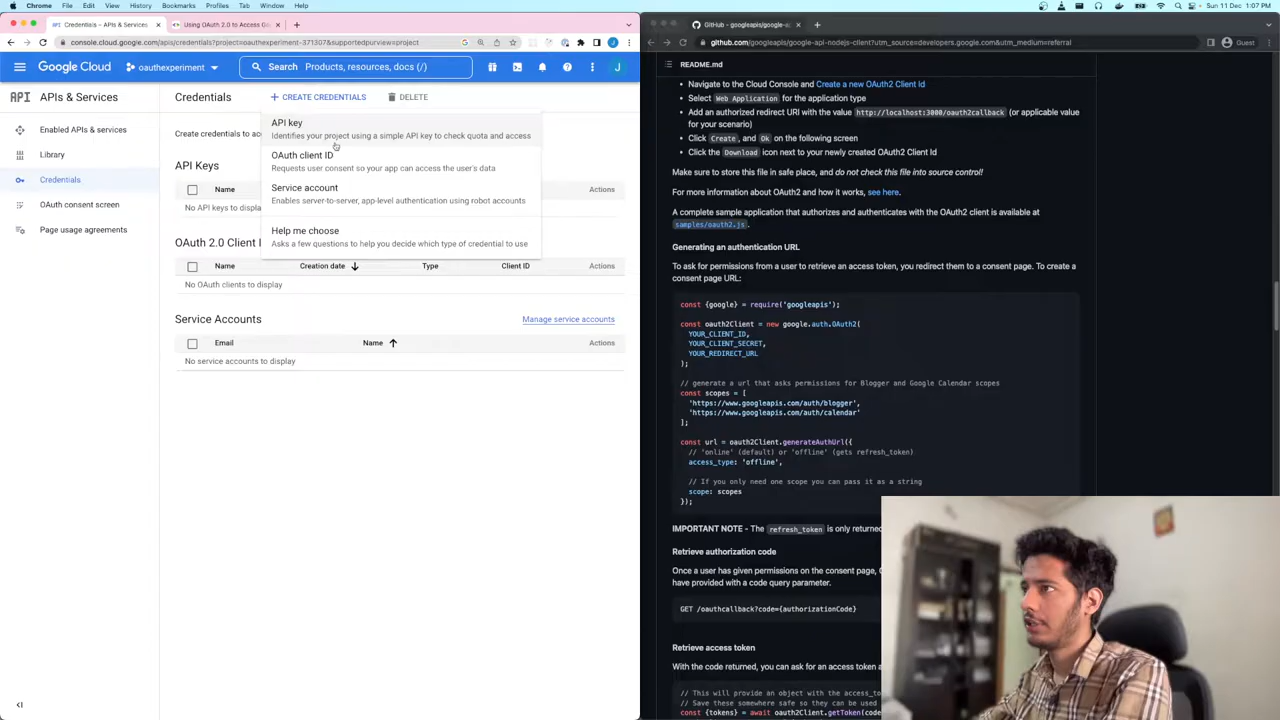 Chrome File Edit View History Bookmarks Profiles Tab Window Help
Sun 11 Dec 1:07 PM
Credentials – APIs & Services
Using OAuth 2.0 to Access G
console.cloud.google.com/apis/credentials?project=oauthexperiment-371307&supportedpurview=project
Google Cloud
oauthexperiment
Search Products, resources, docs (/)
J
API APIs & Services
Enabled APIs & services
Library
Credentials
OAuth consent screen
Page usage agreements
Credentials
+ CREATE CREDENTIALS
DELETE
Create credentials to acc
API key
Identifies your project using a simple API key to check quota and access
OAuth client ID
Requests user consent so your app can access the user's data
Service account
Enables server-to-server, app-level authentication using robot accounts
Help me choose
Asks a few questions to help you decide which type of credential to use
API Keys
Name
Actions
No API keys to displa
OAuth 2.0 Client I
Name Creation date Type Client ID Actions
No OAuth clients to display
Service Accounts
Manage service accounts
Email Name Actions
No service accounts to display
GitHub - googleapis/google-a
github.com/googleapis/google-api-nodejs-client?utm_source=developers.google.com&utm_medium=referral
Guest
README.md
Navigate to the Cloud Console and Create a new OAuth2 Client Id
Select Web Application for the application type
Add an authorized redirect URI with the value http://localhost:3000/oauth2callback (or applicable value
for your scenario)
Click Create, and Ok on the following screen
Click the Download icon next to your newly created OAuth2 Client Id
Make sure to store this file in safe place, and do not check this file into source control!
For more information about OAuth2 and how it works, see here.
A complete sample application that authorizes and authenticates with the OAuth2 client is available at
samples/oauth2.js.
Generating an authentication URL
To ask for permissions from a user to retrieve an access token, you redirect them to a consent page. To create a
consent page URL:
const {google} = require('googleapis');
const oauth2Client = new google.auth.OAuth2(
YOUR_CLIENT_ID,
YOUR_CLIENT_SECRET,
YOUR_REDIRECT_URL
);
// generate a url that asks permissions for Blogger and Google Calendar scopes
const scopes = [
'https://www.googleapis.com/auth/blogger',
'https://www.googleapis.com/auth/calendar'
];
const url = oauth2Client.generateAuthUrl({
// 'online' (default) or 'offline' (gets refresh_token)
access_type: 'offline',
// If you only need one scope you can pass it as a string
scope: scopes
});
IMPORTANT NOTE - The refresh_token is only returned
Retrieve authorization code
Once a user has given permissions on the consent page, G
have provided with a code query parameter.
GET /oauthcallback?code={authorizationCode}
Retrieve access token
With the code returned, you can ask for an access token a
// This will provide an object with the access_to
// Save these somewhere safe so they can be used
const {tokens} = await oauth2Client.getToken(code